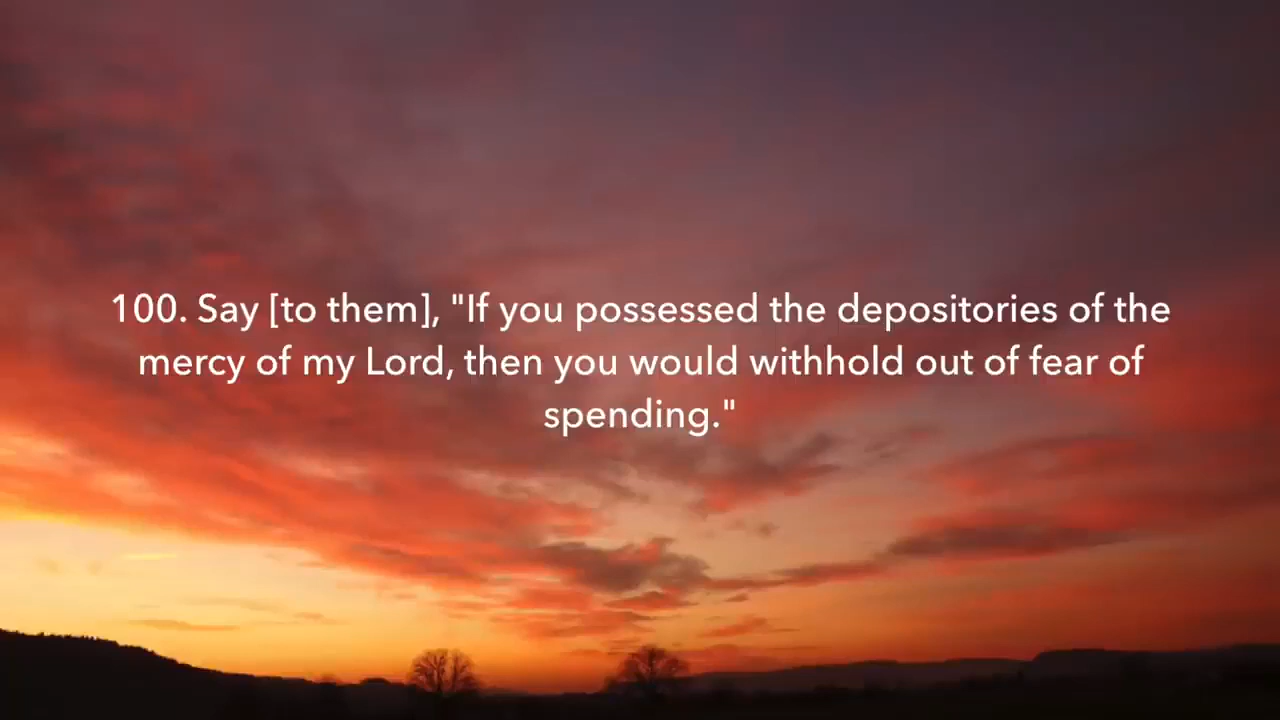 100. Say [to them], "If you possessed the depositories of the
mercy of my Lord, then you would withhold out of fear of
spending."